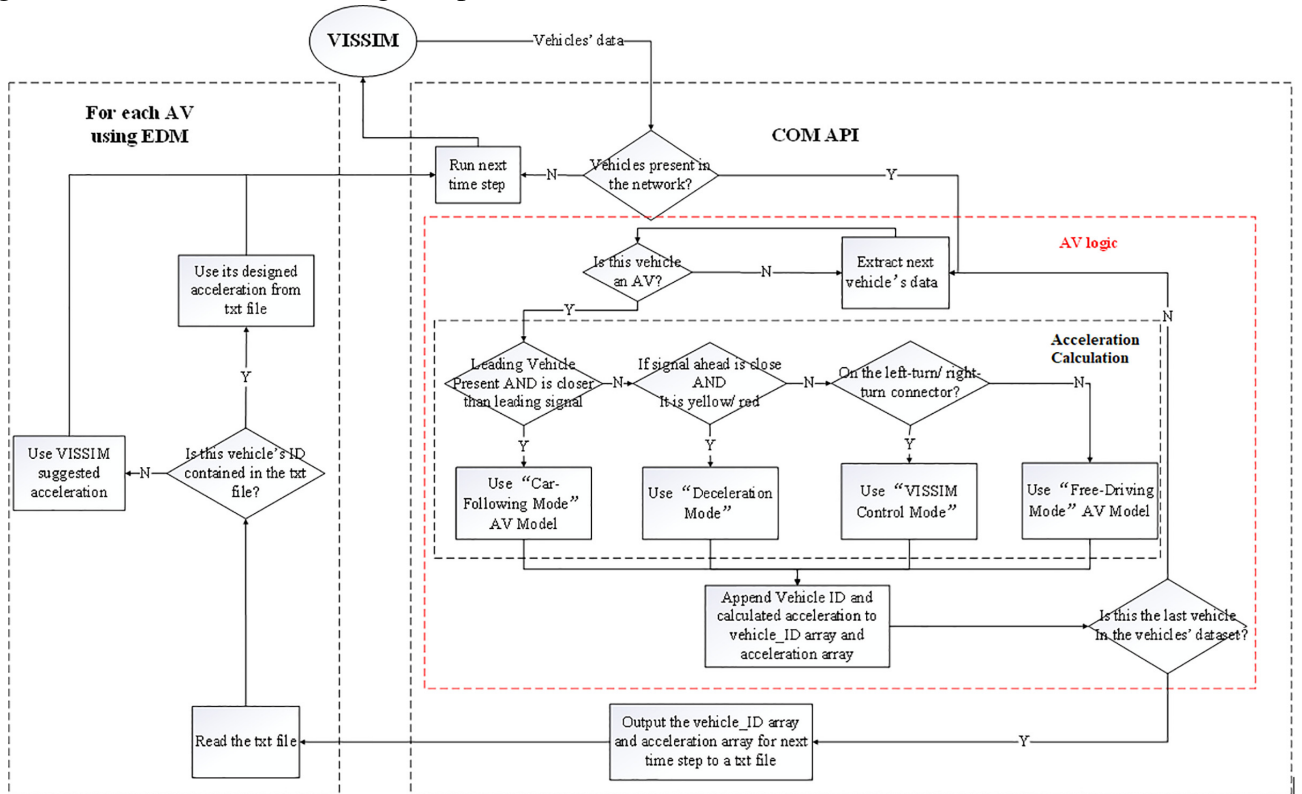 VISSIM
Vehicles' data
For each AV
using EDM
COM API
Run next
time step
N
Vehicles present in
the network?
Y
AV logic
Is this vehicle
an AV?
N
Extract next
vehicle's data
Y
N
Use its designed
acceleration from
txt file
Acceleration
Calculation
Leading Vehicle
Present AND is closer
than leading signal
N
If signal ahead is close
AND
It is yellow/ red
N
On the left-turn/ right-
turn connector?
N
Y
Y
Y
Y
Use VISSIM
suggested
acceleration
N
Is this vehicle's ID
contained in the txt
file?
Use “Car-
Following Mode”
AV Model
Use “Deceleration
Mode”
Use “VISSIM
Control Mode”
Use “Free-Driving
Mode” AV Model
Append Vehicle ID and
calculated acceleration to
vehicle_ID array and
acceleration array
Is this the last vehicle
In the vehicles' dataset?
Read the txt file
Output the vehicle_ID array
and acceleration array for next
time step to a txt file
Y